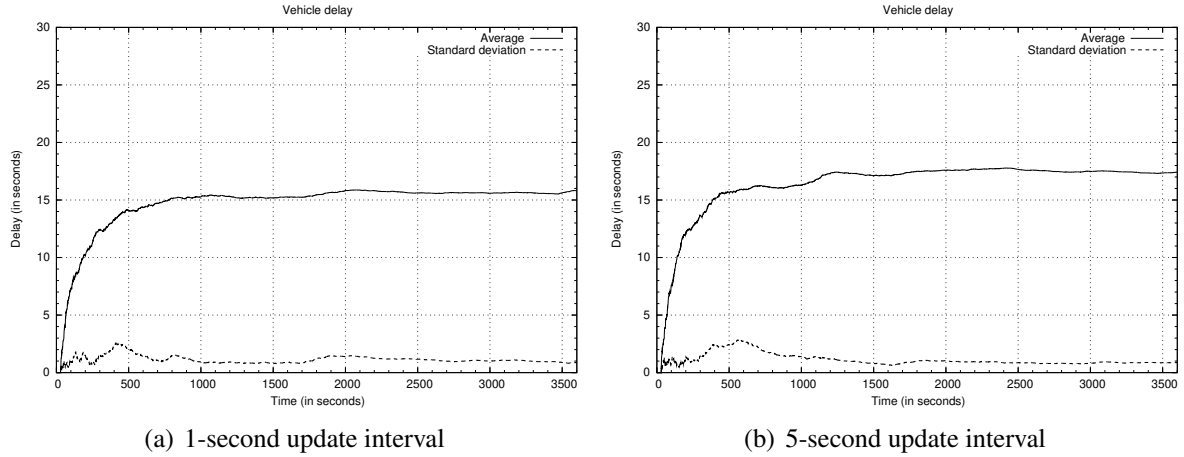 Vehicle delay
30
25
20
15
10
5
0
Delay (in seconds)
Average
Standard deviation
0 500 1000 1500 2000 2500 3000 3500
Time (in seconds)
(a) 1-second update interval
Vehicle delay
30
25
20
15
10
5
0
Delay (in seconds)
Average
Standard deviation
0 500 1000 1500 2000 2500 3000 3500
Time (in seconds)
(b) 5-second update interval